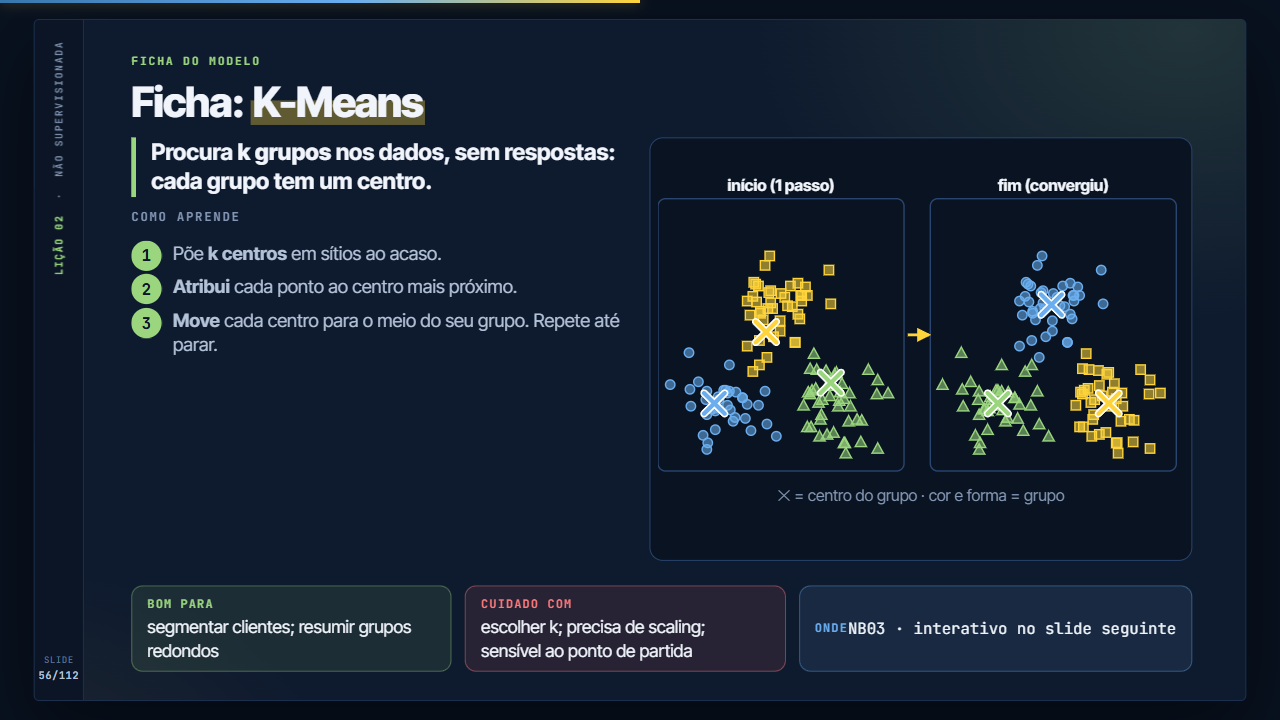 LIÇÃO 02 · NÃO SUPERVISIONADA
FICHA DO MODELO
Ficha: K-Means
Procura k grupos nos dados, sem respostas:
cada grupo tem um centro.
COMO APRENDE
1 Põe k centros em sítios ao acaso.
2 Atribui cada ponto ao centro mais próximo.
3 Move cada centro para o meio do seu grupo. Repete até
parar.
início (1 passo)
fim (convergiu)
× = centro do grupo · cor e forma = grupo
BOM PARA
segmentar clientes; resumir grupos
redondos
CUIDADO COM
escolher k; precisa de scaling;
sensível ao ponto de partida
ONDE NB03 · interativo no slide seguinte
SLIDE
56/112